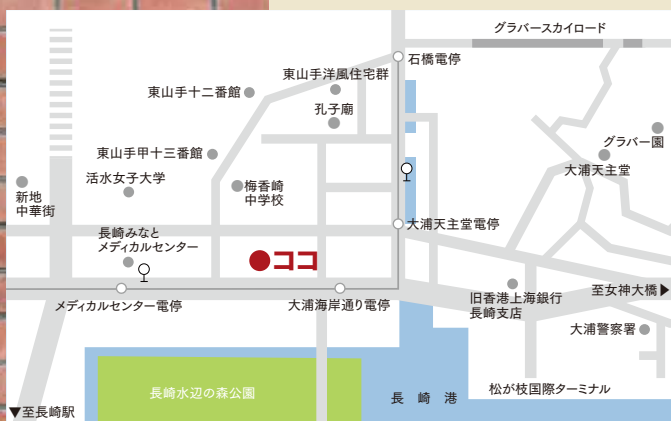 グラバースカイロード
石橋電停
東山手洋風住宅群
東山手十二番館
孔子廟
グラバー園
東山手甲十三番館
大浦天主堂
活水女子大学
梅香崎
中学校
新地
中華街
大浦天主堂電停
長崎みなと
メディカルセンター
ココ
メディカルセンター電停
大浦海岸通り電停
旧香港上海銀行
長崎支店
至女神大橋▶
大浦警察署
長崎水辺の森公園
長崎港
松が枝国際ターミナル
▼至長崎駅